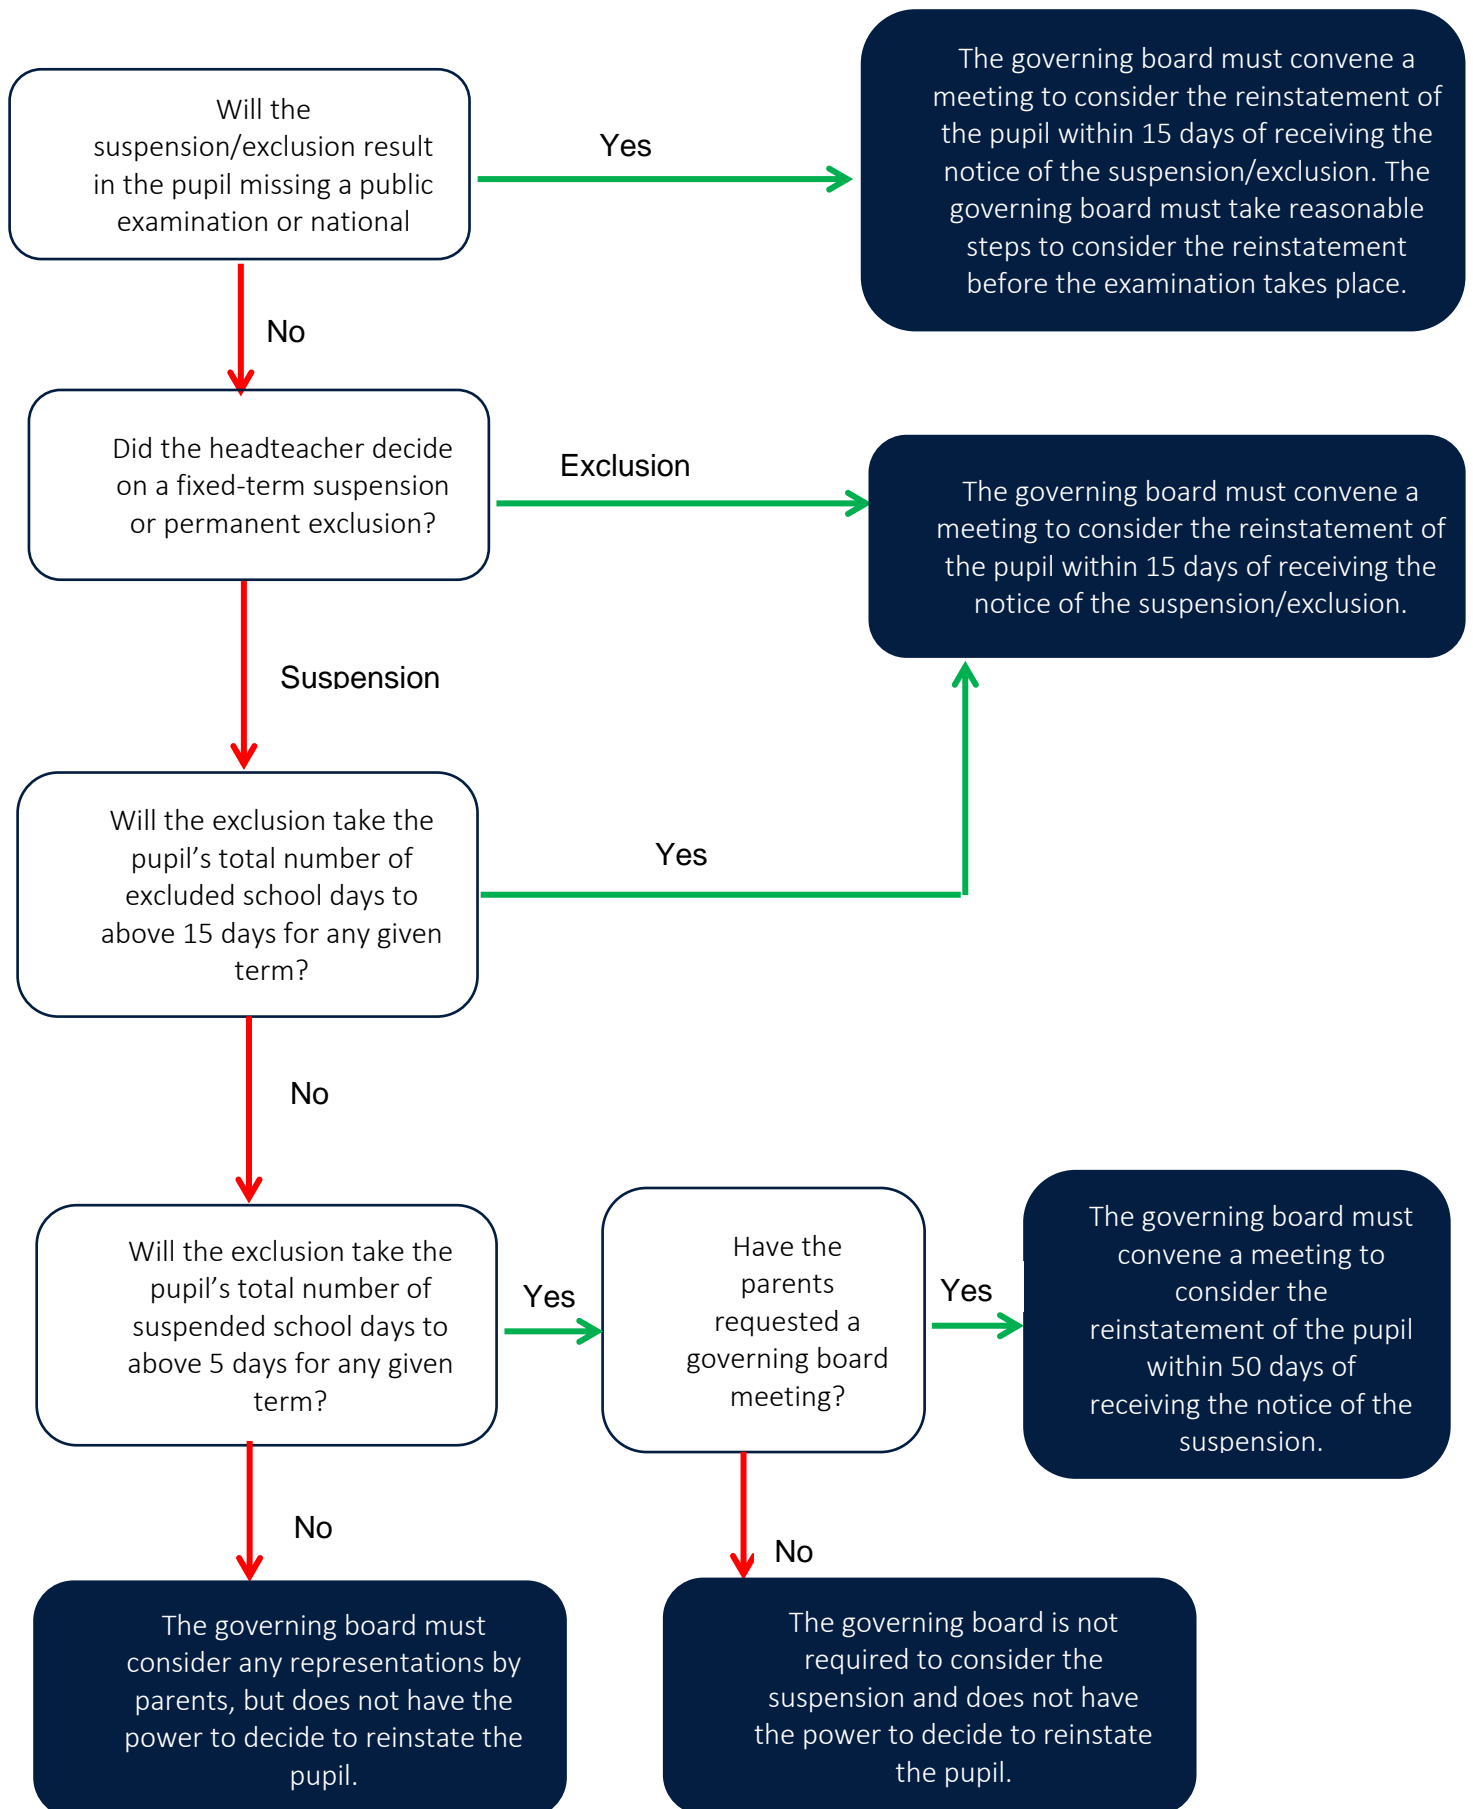 Will the
suspension/exclusion result
in the pupil missing a public
examination or national
Yes
The governing board must convene a
meeting to consider the reinstatement of
the pupil within 15 days of receiving the
notice of the suspension/exclusion. The
governing board must take reasonable
steps to consider the reinstatement
before the examination takes place.
No
Did the headteacher decide
on a fixed-term suspension
or permanent exclusion?
Exclusion
The governing board must convene a
meeting to consider the reinstatement of
the pupil within 15 days of receiving the
notice of the suspension/exclusion.
Suspension
Will the exclusion take the
pupil’s total number of
excluded school days to
above 15 days for any given
term?
Yes
No
Will the exclusion take the
pupil’s total number of
suspended school days to
above 5 days for any given
term?
Yes
Have the
parents
requested a
governing board
meeting?
Yes
The governing board must
convene a meeting to
consider the
reinstatement of the pupil
within 50 days of
receiving the notice of the
suspension.
No
The governing board must
consider any representations by
parents, but does not have the
power to decide to reinstate the
pupil.
No
The governing board is not
required to consider the
suspension and does not have
the power to decide to reinstate
the pupil.